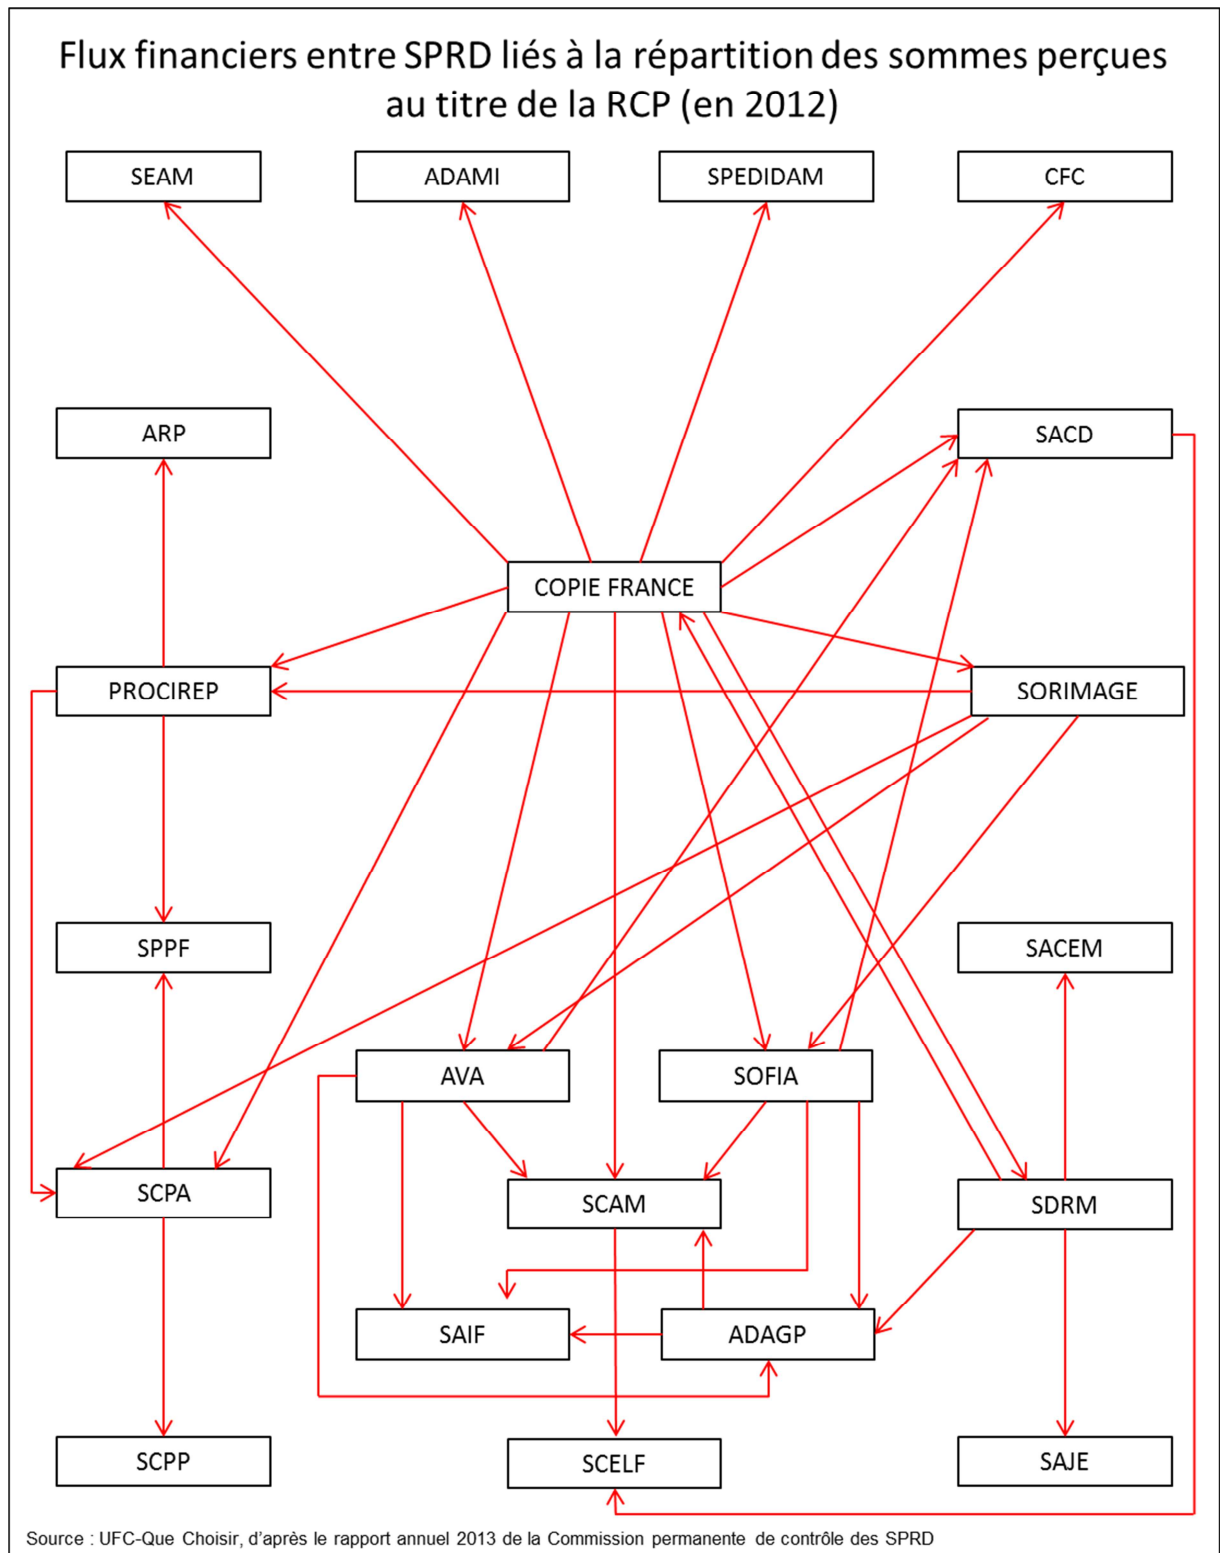 Flux financiers entre SPRD liés à la répartition des sommes perçues
au titre de la RCP (en 2012)
SEAM
ADAMI
SPEDIDAM
CFC
ARP
SACD
COPIE FRANCE
PROCIREP
SORIMAGE
SPPF
SACEM
AVA
SOFIA
SCPA
SCAM
SDRM
SAIF
ADAGP
SCPP
SCELF
SAJE
Source : UFC-Que Choisir, d'après le rapport annuel 2013 de la Commission permanente de contrôle des SPRD